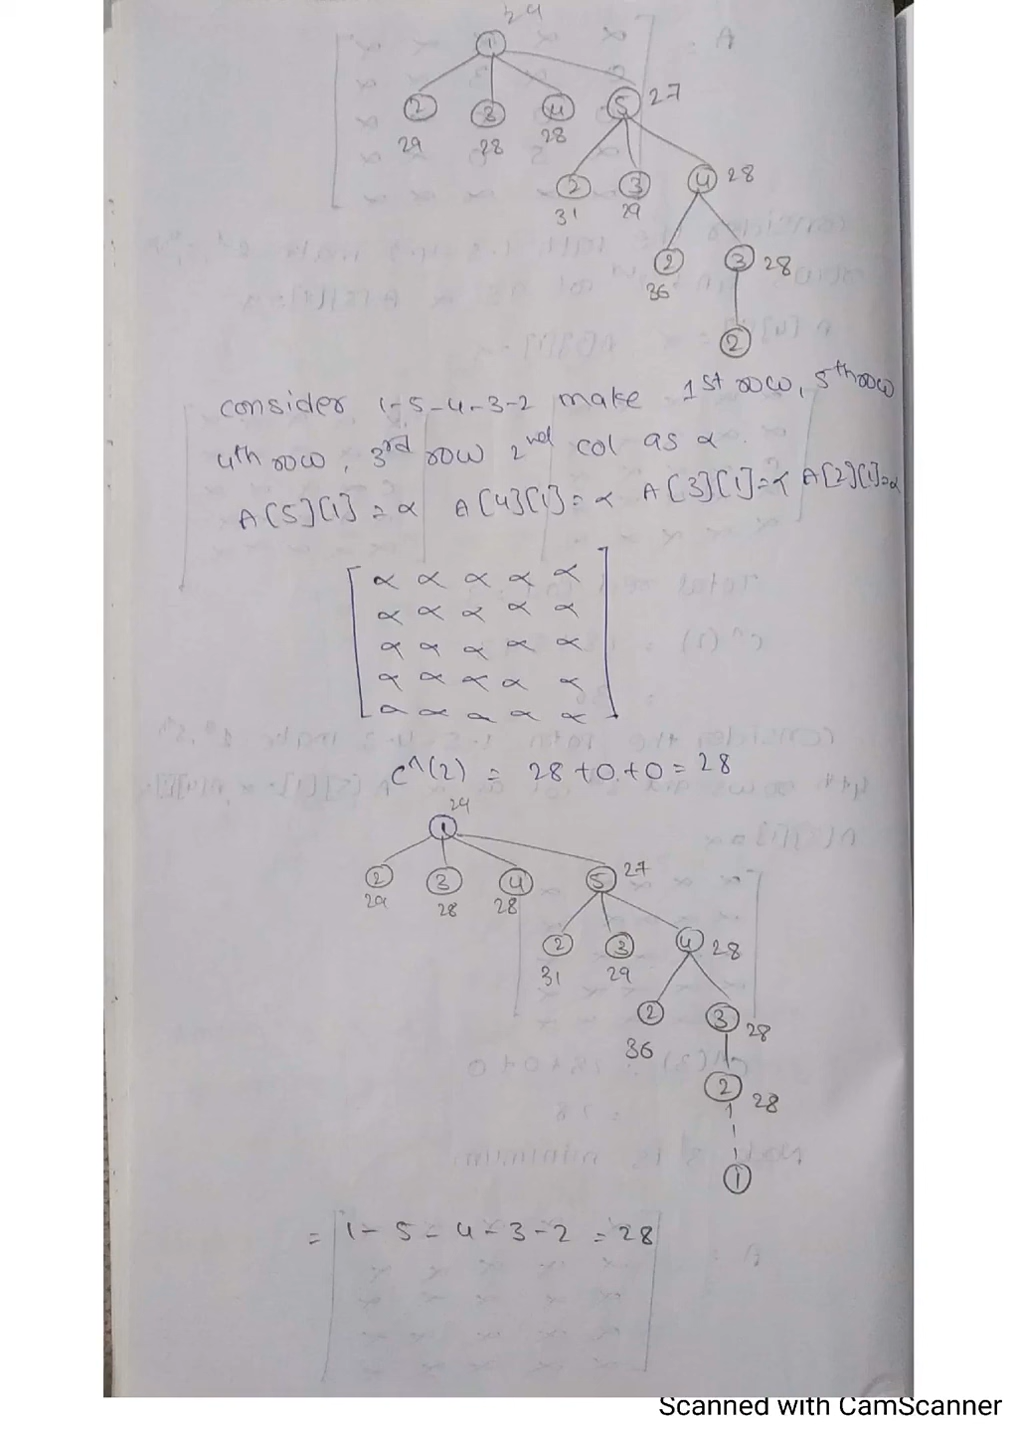 24
1
2 3 4 5 27
29 28 28
2 3 4 28
31 29
2 3 28
36
2
consider 1-5-4-3-2 make 1st row, 5th row
4th row, 3rd row 2nd col as α
A[5][1] = α A[4][1] = α A[3][1] = α A[2][1] = α
α α α α α
α α α α α
α α α α α
α α α α α
α α α α α
c^(2) = 28 + 0 + 0 = 28
24
1
2 3 4 5 27
29 28 28
2 3 4 28
31 29
2 3 28
36
2 28
1
= 1 - 5 - 4 - 3 - 2 = 28
Scanned with CamScanner